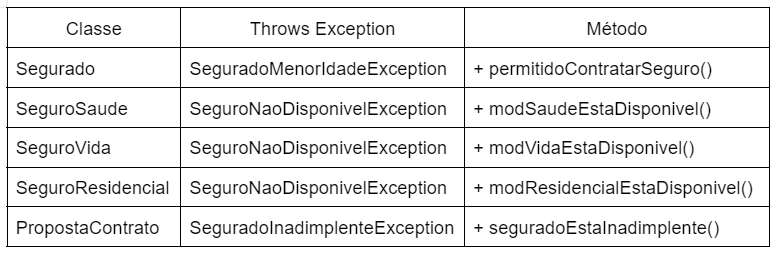 Classe Throws Exception Método
Segurado SeguradoMenorIdadeException + permitidoContratarSeguro()
SeguroSaude SeguroNaoDisponivelException + modSaudeEstaDisponivel()
SeguroVida SeguroNaoDisponivelException + modVidaEstaDisponivel()
SeguroResidencial SeguroNaoDisponivelException + modResidencialEstaDisponivel()
PropostaContrato SeguradoInadimplenteException + seguradoEstaInadimplente()